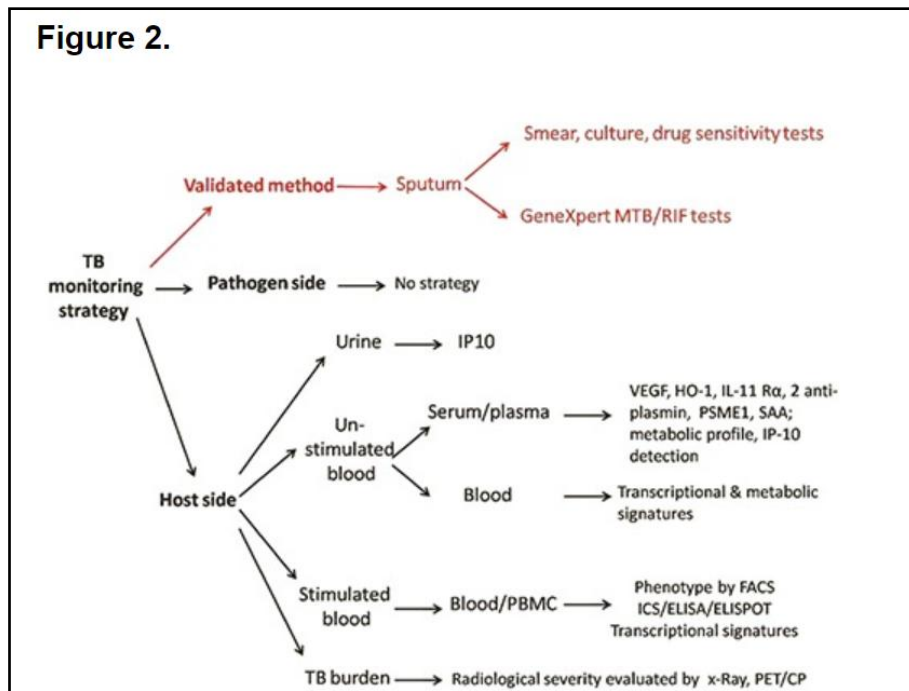 Figure 2.
Smear, culture, drug sensitivity tests
Validated method
Sputum
GeneXpert MTB/RIF tests
TB
monitoring
strategy
Pathogen side
No strategy
Urine
IP10
Un-
stimulated
blood
Serum/plasma
VEGF, HO-1, IL-11 Rα, 2 anti-
plasmin, PSME1, SAA;
metabolic profile, IP-10
detection
Blood
Transcriptional & metabolic
signatures
Host side
Stimulated
blood
Blood/PBMC
Phenotype by FACS
ICS/ELISA/ELISPOT
Transcriptional signatures
TB burden
Radiological severity evaluated by x-Ray, PET/CP